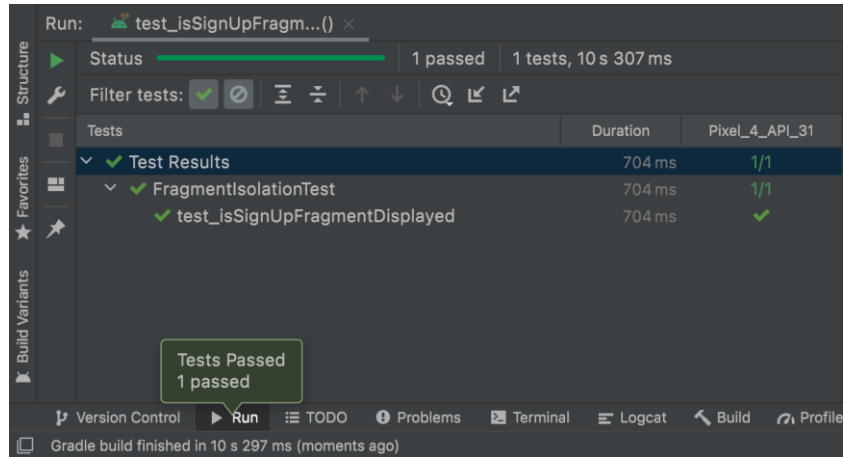 Run: test_isSignUpFragm...()
Status 1 passed 1 tests, 10 s 307 ms
Filter tests:
Tests Duration Pixel_4_API_31
Test Results 704 ms 1/1
FragmentIsolationTest 704 ms 1/1
test_isSignUpFragmentDisplayed 704 ms
Structure
Favorites
Build Variants
Tests Passed
1 passed
Version Control Run TODO Problems Terminal Logcat Build Profile
Gradle build finished in 10 s 297 ms (moments ago)